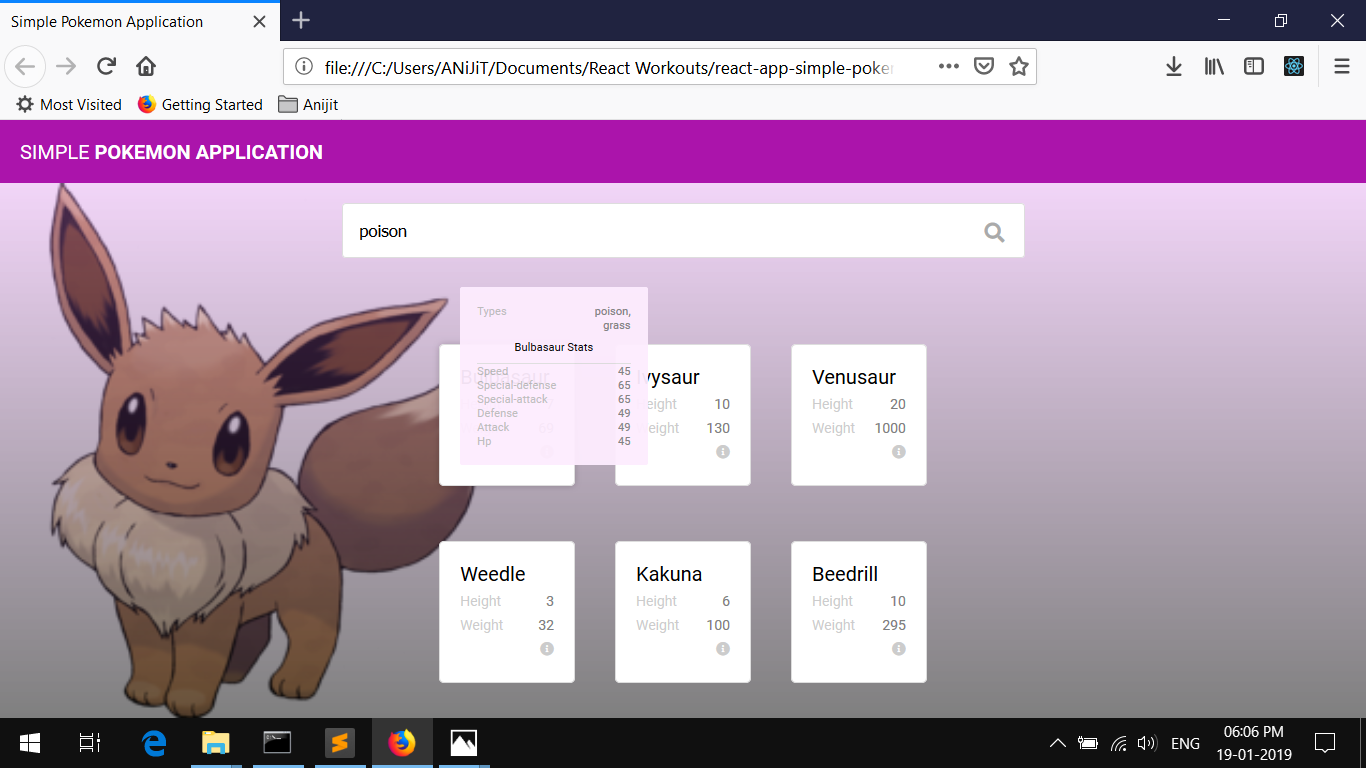 Simple Pokemon Application
file:///C:/Users/ANiJiT/Documents/React Workouts/react-app-simple-poke
Most Visited
Getting Started
Anijit
SIMPLE POKEMON APPLICATION
poison
Types poison,
grass
Bulbasaur Stats
Speed 45
Special-defense 65
Special-attack 65
Defense 49
Attack 49
Hp 45
Bulbasaur
69
Ivysaur
Height 10
Weight 130
Venusaur
Height 20
Weight 1000
Weedle
Height 3
Weight 32
Kakuna
Height 6
Weight 100
Beedrill
Height 10
Weight 295
ENG
06:06 PM
19-01-2019